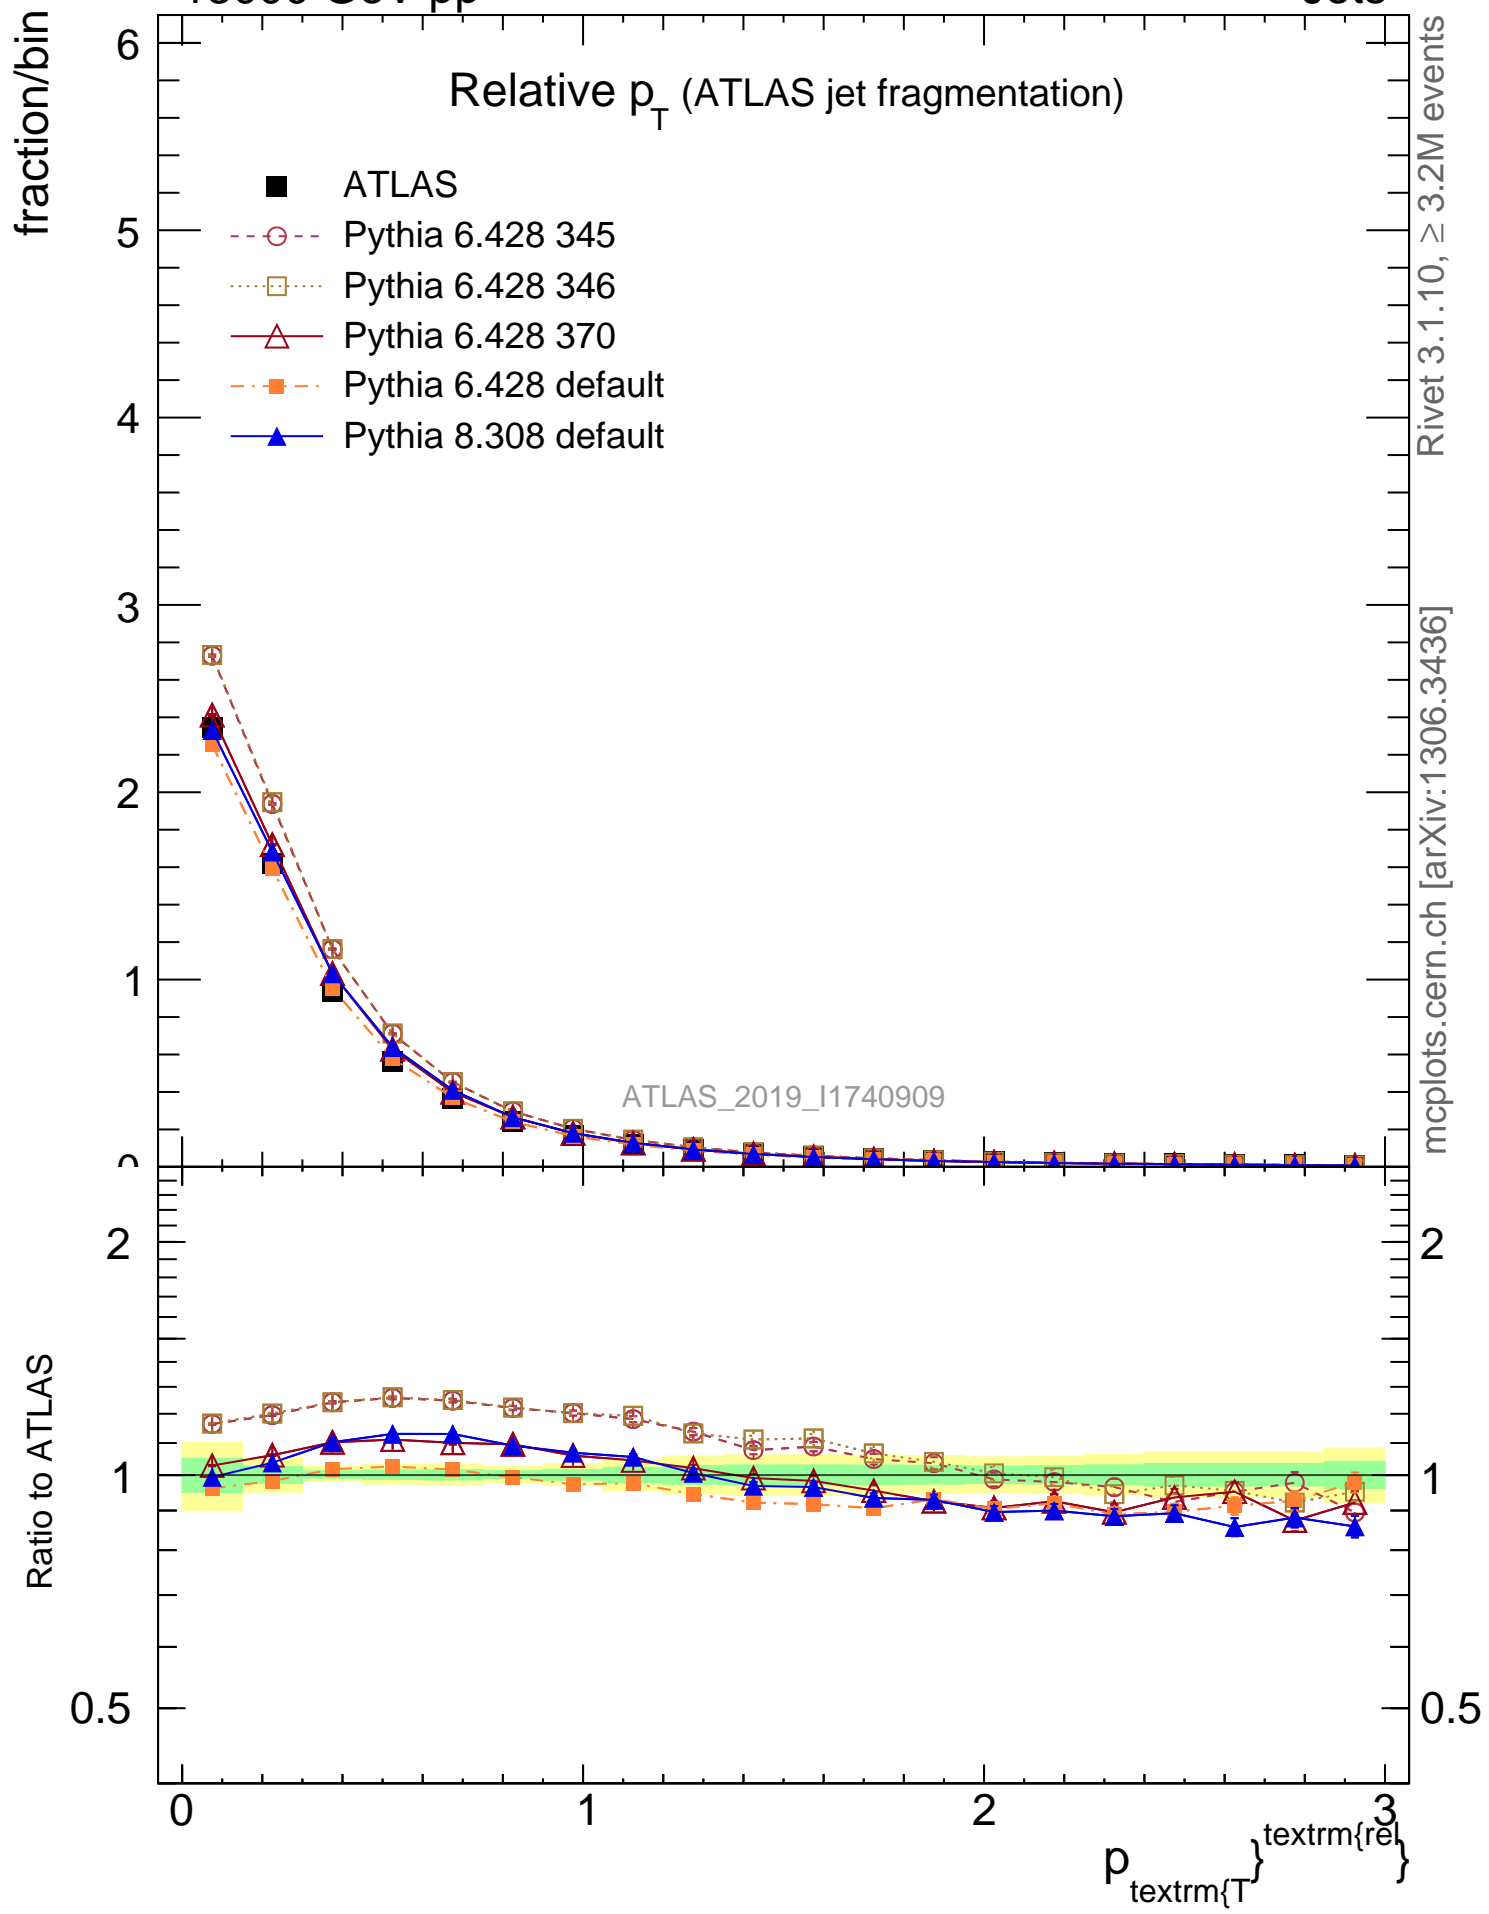 fraction/bin
Relative pT (ATLAS jet fragmentation)
ATLAS
Pythia 6.428 345
Pythia 6.428 346
Pythia 6.428 370
Pythia 6.428 default
Pythia 8.308 default
6
5
4
3
2
1
ATLAS_2019_I1740909
Rivet 3.1.10, ≥ 3.2M events
mcplots.cern.ch [arXiv:1306.3436]
Ratio to ATLAS
2
1
0.5
2
1
0.5
0 1 2 3
p textrm{T} textrm{rel}